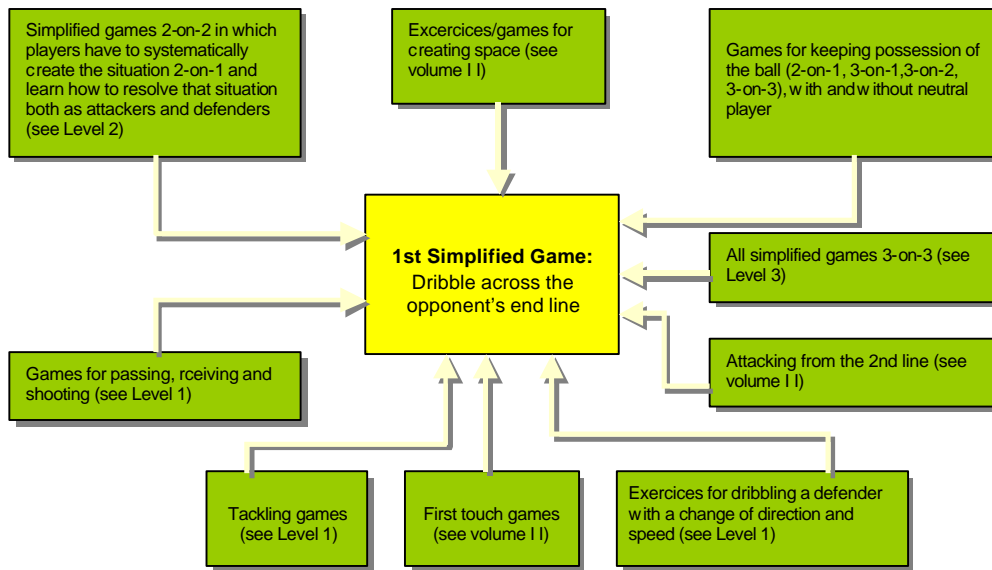 Simplified games 2-on-2 in which
players have to systematically
create the situation 2-on-1 and
learn how to resolve that situation
both as attackers and defenders
(see Level 2)
Excercices/games for
creating space (see
volume I I)
Games for keeping possession of
the ball (2-on-1, 3-on-1,3-on-2,
3-on-3), with and without neutral
player
1st Simplified Game:
Dribble across the
opponent's end line
All simplified games 3-on-3 (see
Level 3)
Games for passing, rceiving and
shooting (see Level 1)
Attacking from the 2nd line (see
volume I I)
Tackling games
(see Level 1)
First touch games
(see volume I I)
Exercices for dribbling a defender
with a change of direction and
speed (see Level 1)